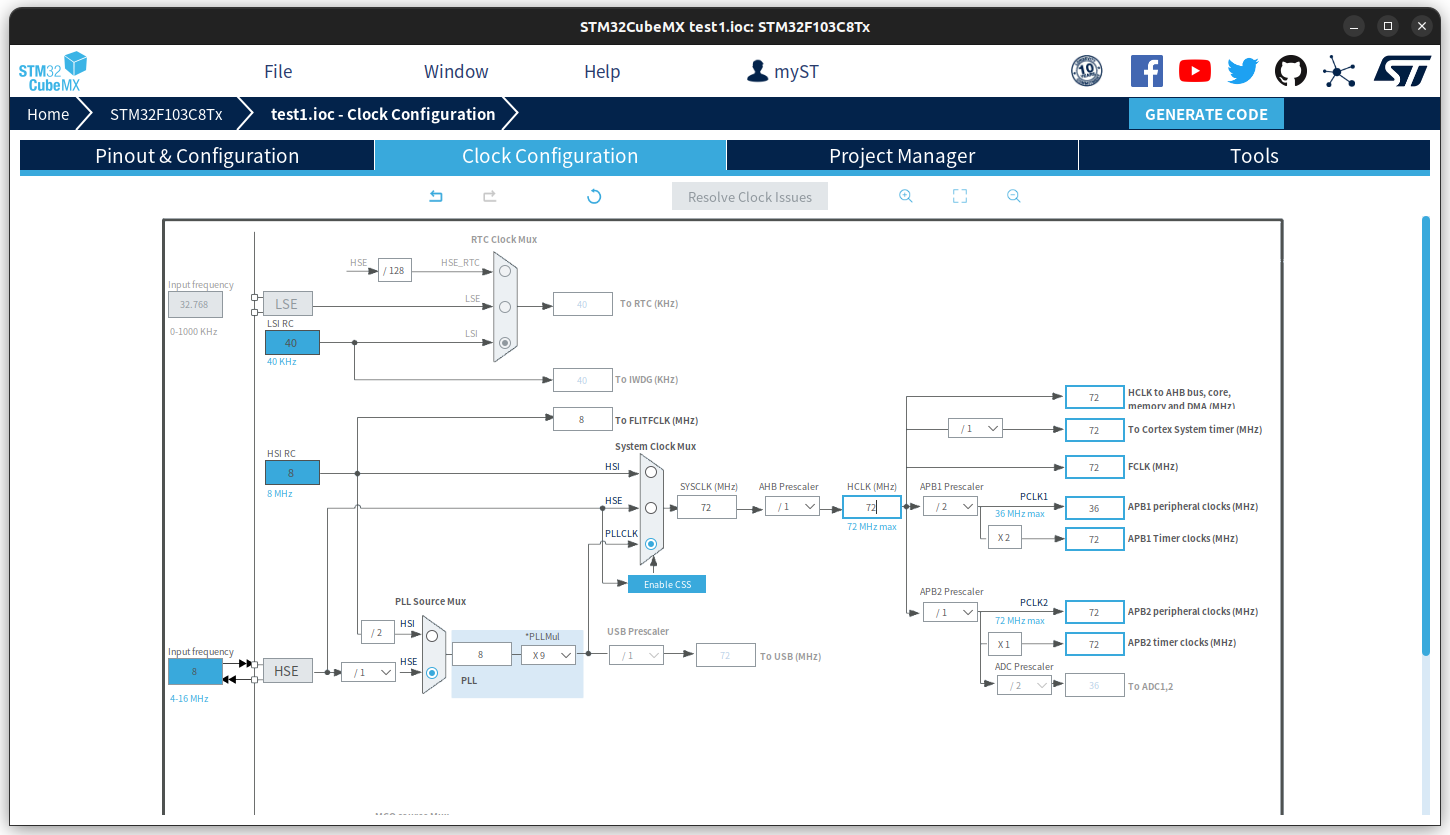 STM32CubeMX test1.ioc: STM32F103C8Tx
STM32
CubeMX
File
Window
Help
myST
10
Home
STM32F103C8Tx
test1.ioc - Clock Configuration
GENERATE CODE
Pinout & Configuration
Clock Configuration
Project Manager
Tools
Resolve Clock Issues
RTC Clock Mux
HSE
/ 128
HSE_RTC
Input frequency
32.768
0-1000 KHz
LSE
LSE
40
To RTC (KHz)
LSI RC
40
40 KHz
LSI
40
To IWDG (KHz)
8
To FLITFCLK (MHz)
System Clock Mux
HSI RC
8
8 MHz
HSI
HSE
PLLCLK
SYSCLK (MHz)
72
AHB Prescaler
/ 1
HCLK (MHz)
72
72 MHz max
72
HCLK to AHB bus, core,
memory and DMA (MHz)
/ 1
72
To Cortex System timer (MHz)
72
FCLK (MHz)
APB1 Prescaler
/ 2
PCLK1
36 MHz max
36
APB1 peripheral clocks (MHz)
X 2
72
APB1 Timer clocks (MHz)
Enable CSS
APB2 Prescaler
/ 1
PCLK2
72 MHz max
72
APB2 peripheral clocks (MHz)
X 1
72
APB2 timer clocks (MHz)
ADC Prescaler
/ 2
36
To ADC1,2
PLL Source Mux
/ 2
HSI
Input frequency
8
4-16 MHz
HSE
/ 1
HSE
8
*PLLMul
X 9
PLL
USB Prescaler
/ 1
72
To USB (MHz)